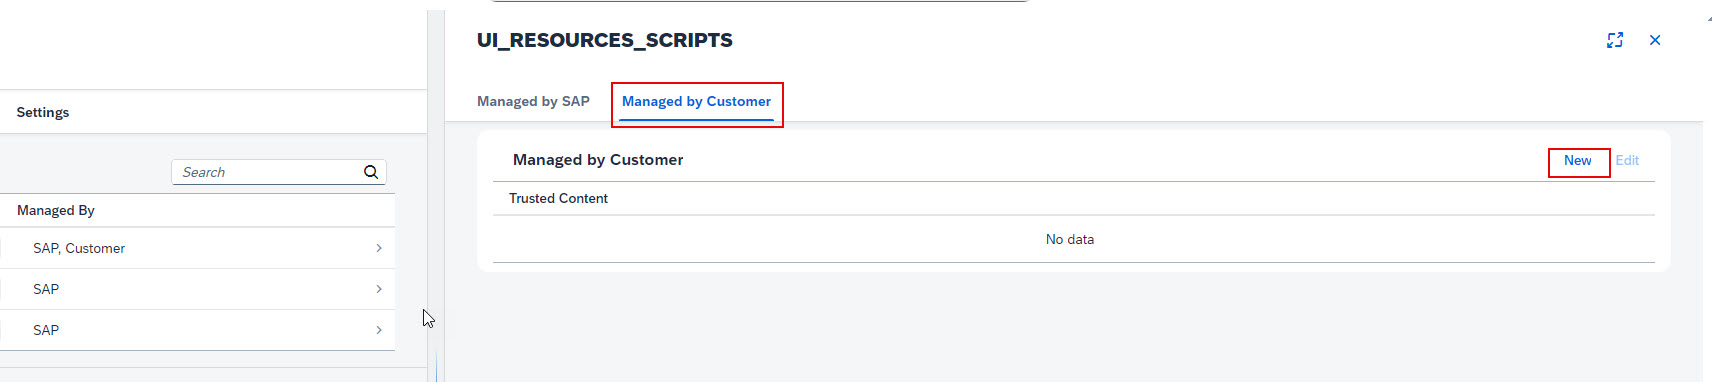 UI_RESOURCES_SCRIPTS
Settings
Managed by SAP
Managed by Customer
Search
Managed By
SAP, Customer
SAP
SAP
Managed by Customer
New
Edit
Trusted Content
No data